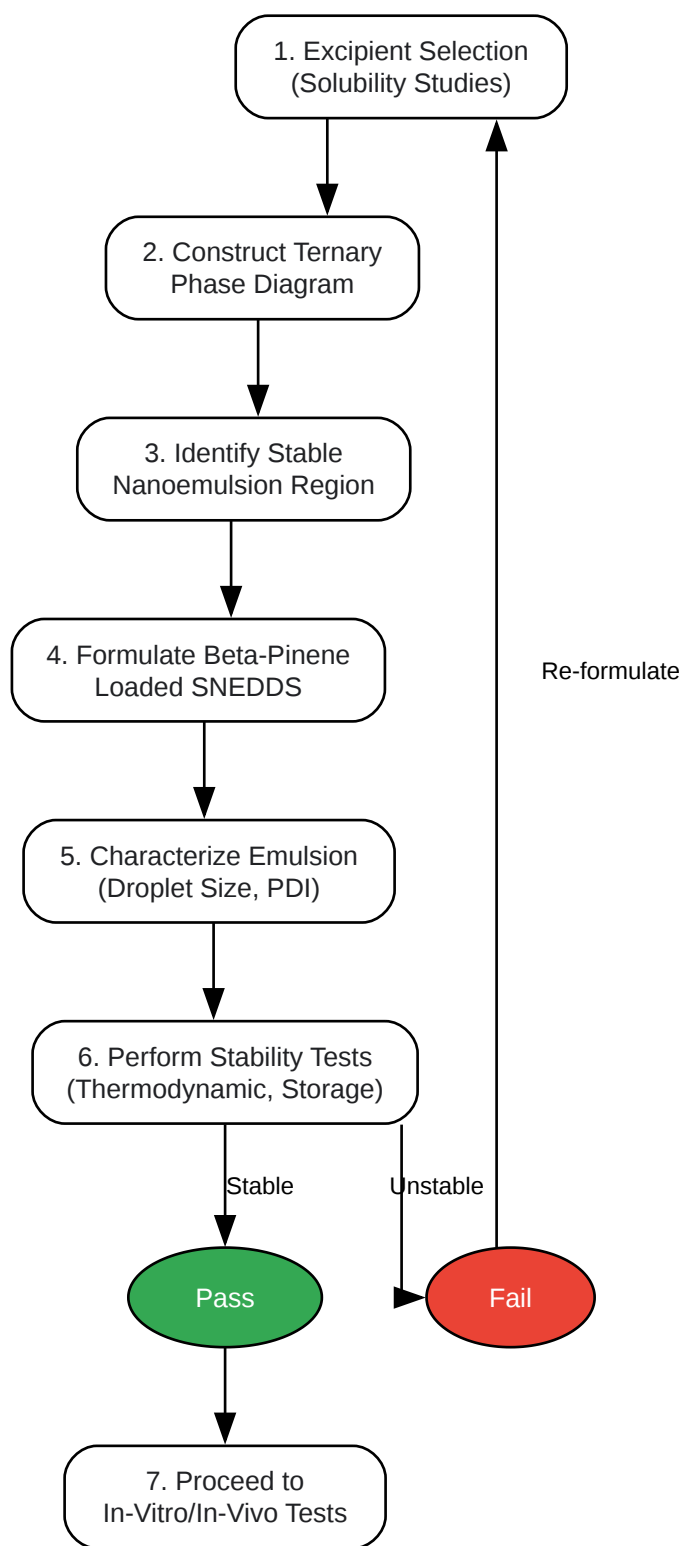 1. Excipient Selection
(Solubility Studies)
2. Construct Ternary
Phase Diagram
3. Identify Stable
Nanoemulsion Region
4. Formulate Beta-Pinene
Loaded SNEDDS
Re-formulate
5. Characterize Emulsion
(Droplet Size, PDI)
6. Perform Stability Tests
(Thermodynamic, Storage)
Stable
Unstable
Pass
Fail
7. Proceed to
In-Vitro/In-Vivo Tests